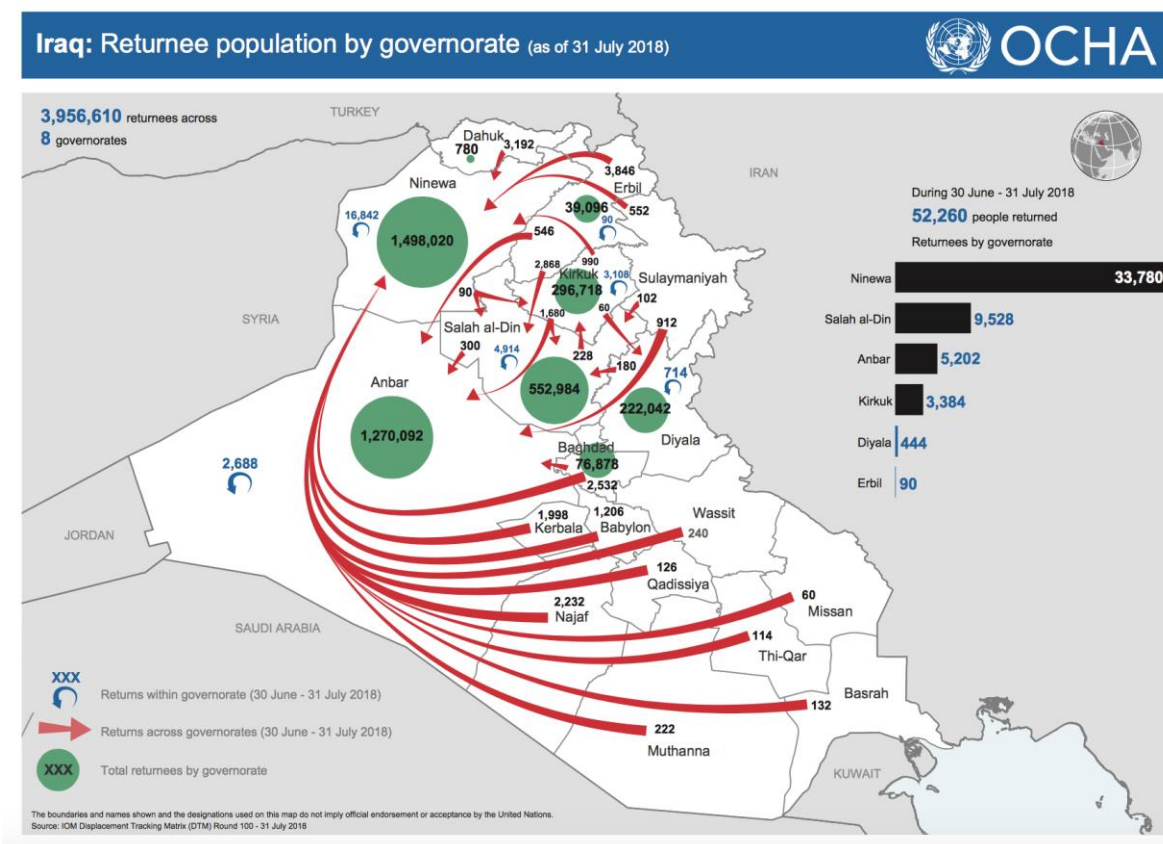 Iraq: Returnee population by governorate (as of 31 July 2018)
OCHA
3,956,610 returnees across
8 governorates
TURKEY
Dahuk
780
3,192
Ninewa
3,846
Erbil
IRAN
16,842
1,498,020
39,096
552
90
546
2,868
990
Kirkuk
3,108
Sulaymaniyah
296,718
90
102
SYRIA
1,680
60
912
Salah al-Din
300
4,914
228
180
714
Anbar
552,984
222,042
1,270,092
Diyala
Baghdad
76,878
2,688
2,532
JORDAN
1,998
Kerbala
1,206
Babylon
Wassit
240
126
Qadissiya
2,232
Najaf
60
Missan
SAUDI ARABIA
114
Thi-Qar
Basrah
132
222
Muthanna
KUWAIT
During 30 June - 31 July 2018
52,260 people returned
Returnees by governorate
Ninewa 33,780
Salah al-Din 9,528
Anbar 5,202
Kirkuk 3,384
Diyala 444
Erbil 90
XXX
Returns within governorate (30 June - 31 July 2018)
Returns across governorates (30 June - 31 July 2018)
XXX Total returnees by governorate
The boundaries and names shown and the designations used on this map do not imply official endorsement or acceptance by the United Nations.
Source: IOM Displacement Tracking Matrix (DTM) Round 100 - 31 July 2018